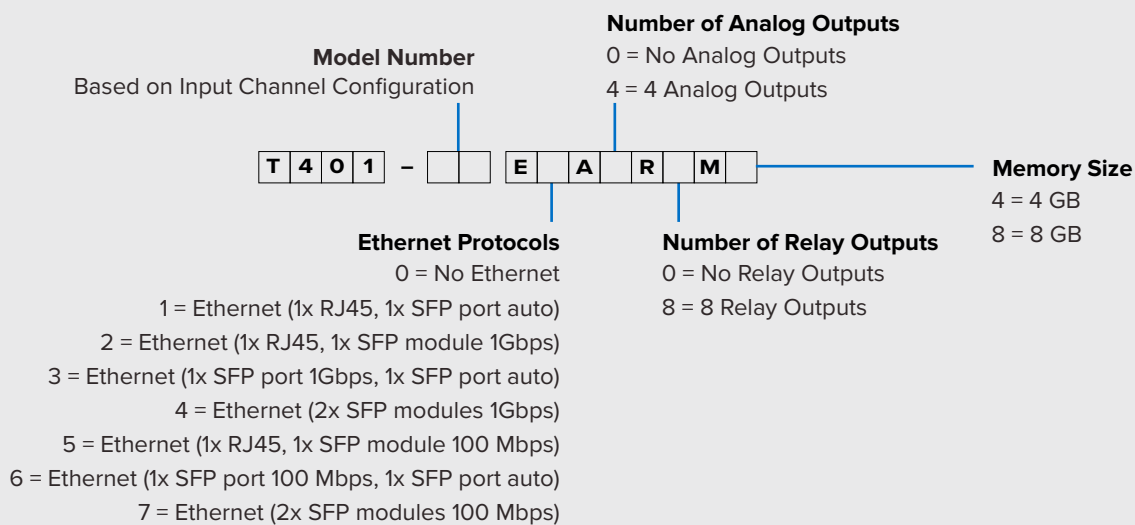 Number of Analog Outputs
0 = No Analog Outputs
4 = 4 Analog Outputs
Model Number
Based on Input Channel Configuration
T 4 0 1 – E A R M
Memory Size
4 = 4 GB
8 = 8 GB
Ethernet Protocols
0 = No Ethernet
1 = Ethernet (1x RJ45, 1x SFP port auto)
2 = Ethernet (1x RJ45, 1x SFP module 1Gbps)
3 = Ethernet (1x SFP port 1Gbps, 1x SFP port auto)
4 = Ethernet (2x SFP modules 1Gbps)
5 = Ethernet (1x RJ45, 1x SFP module 100 Mbps)
6 = Ethernet (1x SFP port 100 Mbps, 1x SFP port auto)
7 = Ethernet (2x SFP modules 100 Mbps)
Number of Relay Outputs
0 = No Relay Outputs
8 = 8 Relay Outputs